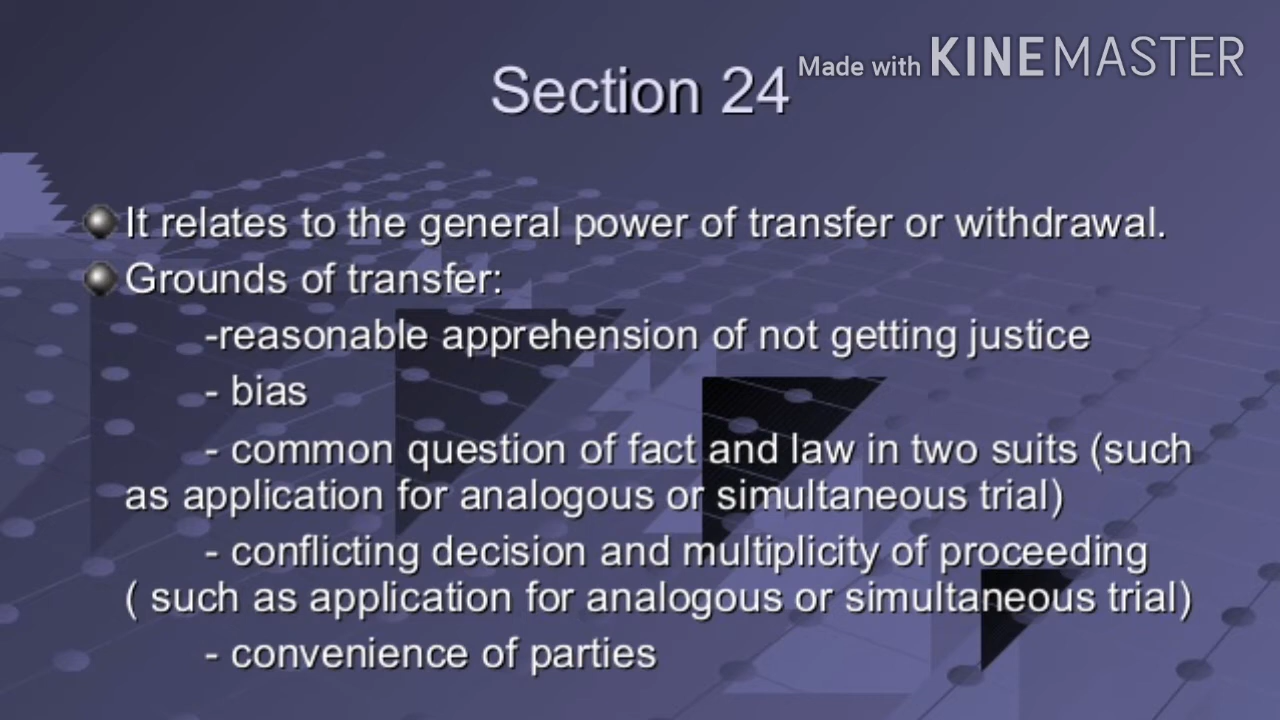 Made with KINEMASTER
Section 24
It relates to the general power of transfer or withdrawal.
Grounds of transfer:
-reasonable apprehension of not getting justice
- bias
- common question of fact and law in two suits (such
as application for analogous or simultaneous trial)
- conflicting decision and multiplicity of proceeding
( such as application for analogous or simultaneous trial)
- convenience of parties